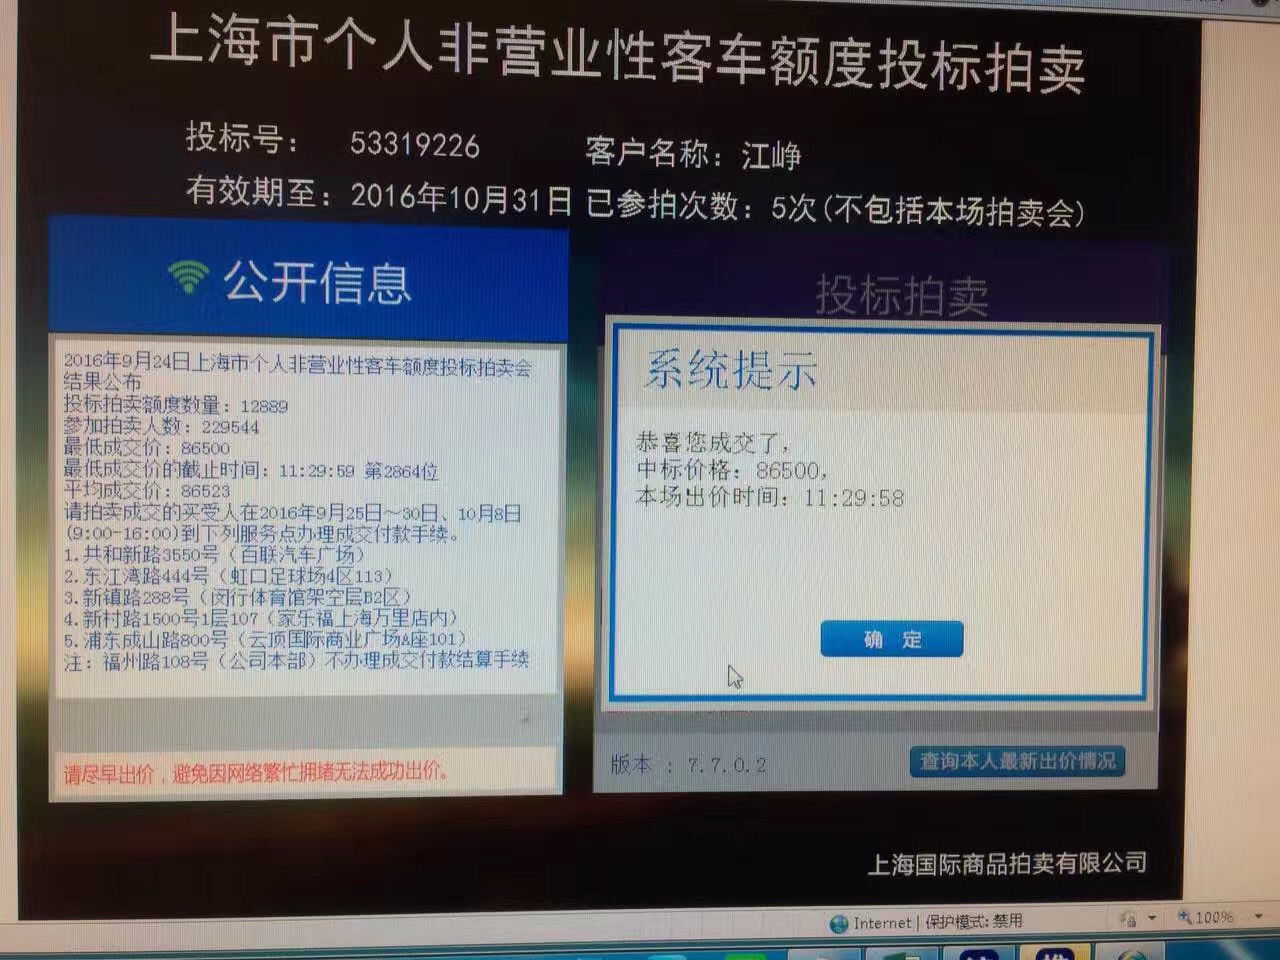 上海市个人非营业性客车额度投标拍卖
投标号： 53319226 客户名称：江峥
有效期至：2016年10月31日 已参拍次数：5次(不包括本场拍卖会)
公开信息
2016年9月24日上海市个人非营业性客车额度投标拍卖会
结果公布
投标拍卖额度数量：12889
参加拍卖人数：229544
最低成交价：86500
最低成交价的截止时间：11:29:59 第2864位
平均成交价：86523
请拍卖成交的买受人在2016年9月25日～30日、10月8日
(9:00-16:00)到下列服务点办理成交付款手续。
1.共和新路3550号（百联汽车广场）
2.东江湾路444号（虹口足球场4区113）
3.新镇路288号（闵行体育馆架空层B2区）
4.新村路1500号1层107（家乐福上海万里店内）
5.浦东成山路800号（云顶国际商业广场A座101）
注：福州路108号（公司本部）不办理成交付款结算手续
请尽早出价，避免因网络繁忙拥堵无法成功出价。
投标拍卖
系统提示
恭喜您成交了，
中标价格：86500，
本场出价时间：11:29:58
确 定
版本 ：7.7.0.2
查询本人最新出价情况
上海国际商品拍卖有限公司
Internet | 保护模式: 禁用
100%